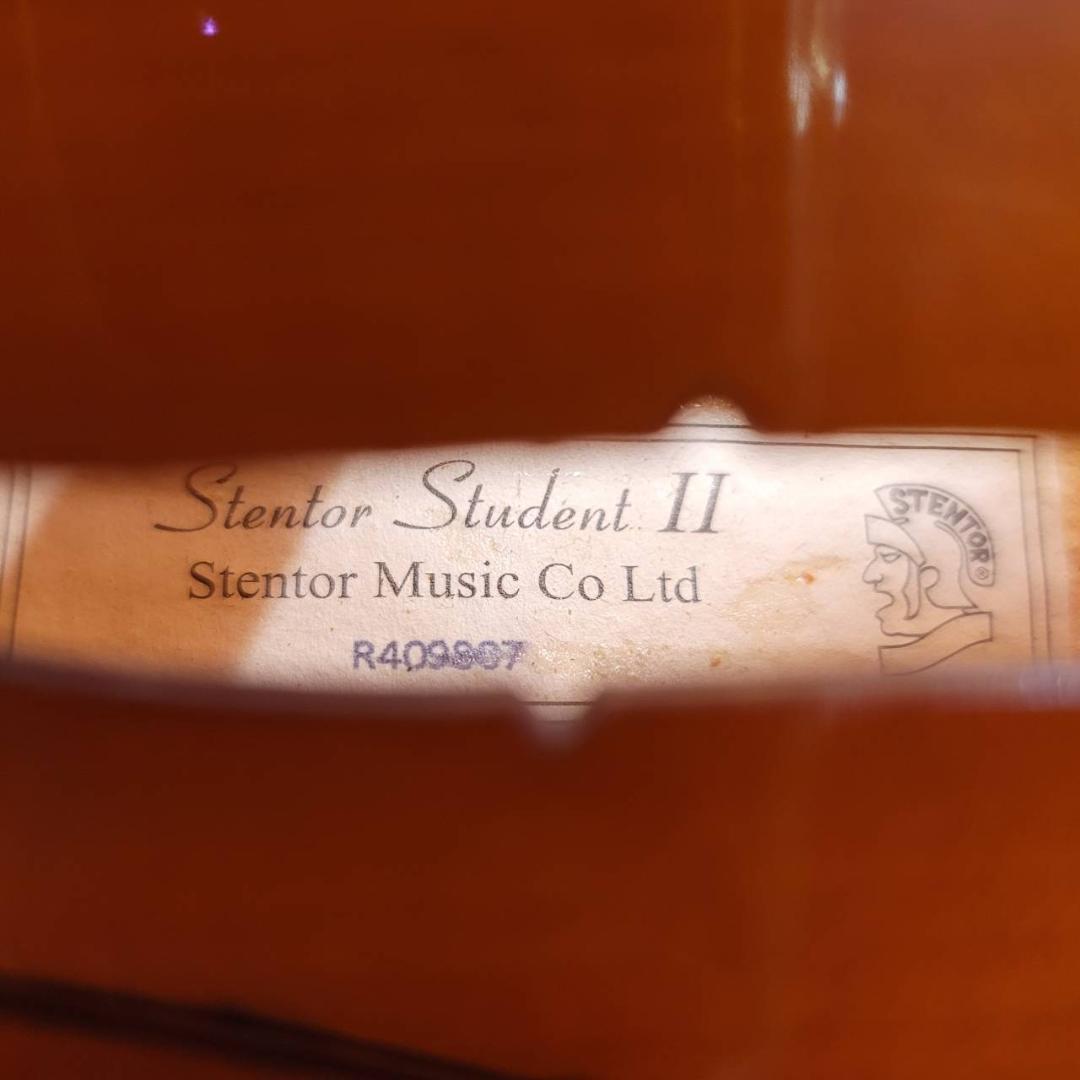 Stentor Student II
Stentor Music Co Ltd
STENTOR®